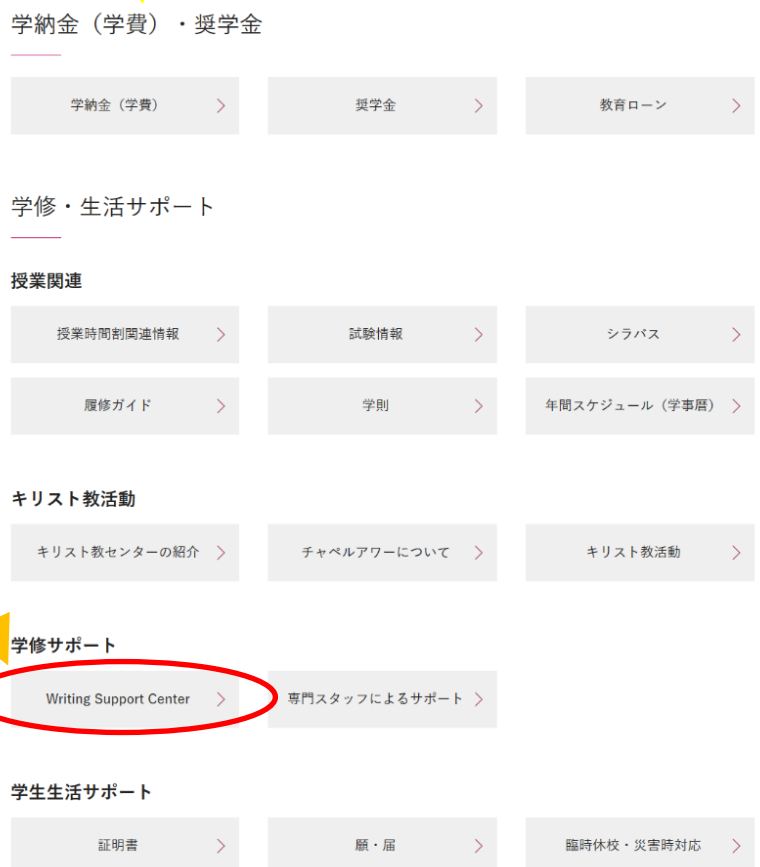 学納金（学費）・奨学金
学納金（学費） 奨学金 教育ローン
学修・生活サポート
授業関連
授業時間割関連情報 試験情報 シラバス
履修ガイド 学則 年間スケジュール（学事暦）
キリスト教活動
キリスト教センターの紹介 チャペルアワーについて キリスト教活動
学修サポート
Writing Support Center 専門スタッフによるサポート
学生生活サポート
証明書 願・届 臨時休校・災害時対応